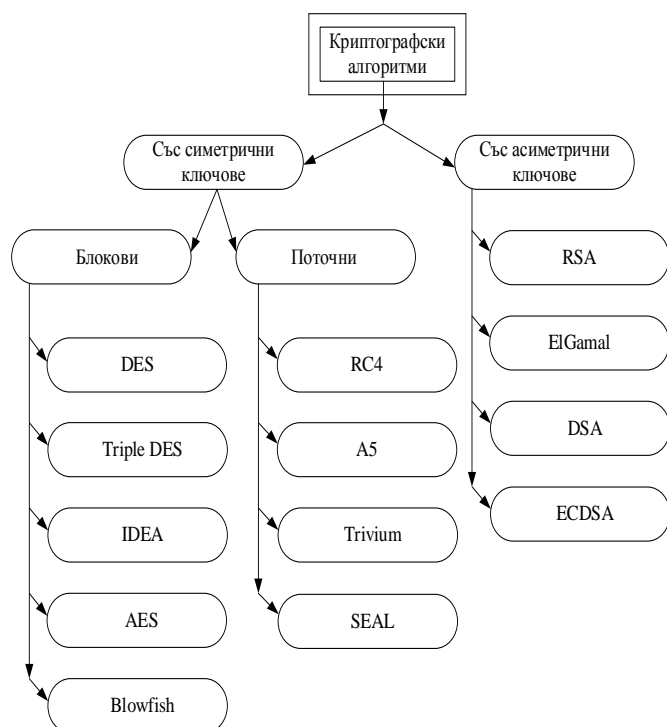 Криптографски
алгоритми
Със симетрични
ключове
Със асиметрични
ключове
Блокови
Поточни
RSA
ElGamal
DSA
ECDSA
DES
Triple DES
IDEA
AES
Blowfish
RC4
A5
Trivium
SEAL